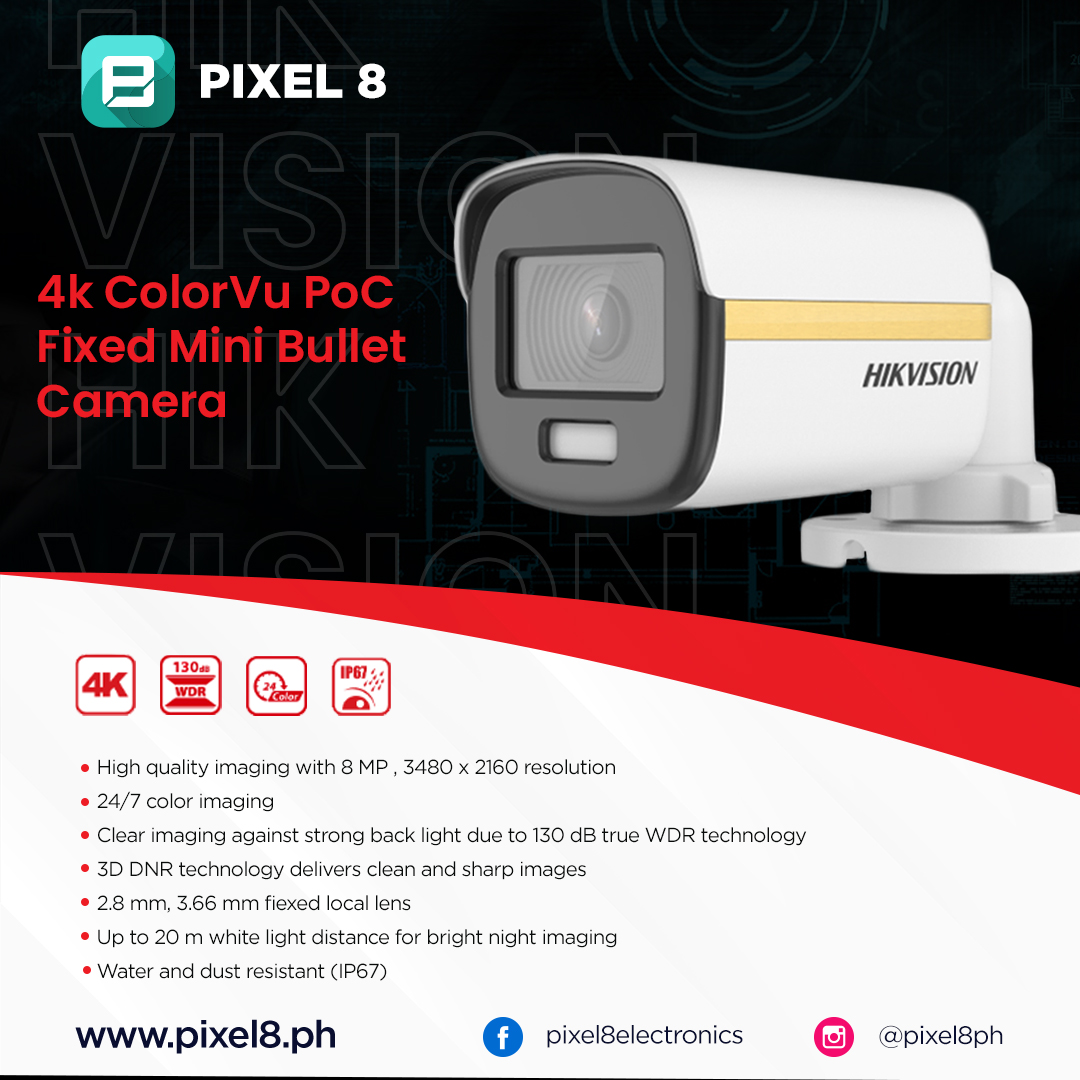 HIK
PIXEL 8
VISION
4k ColorVu PoC
Fixed Mini Bullet
Camera
HIK
HIKVISION
VISION
4K
130dB
WDR
24
Color
IP67
High quality imaging with 8 MP , 3480 x 2160 resolution
24/7 color imaging
Clear imaging against strong back light due to 130 dB true WDR technology
3D DNR technology delivers clean and sharp images
2.8 mm, 3.66 mm fiexed local lens
Up to 20 m white light distance for bright night imaging
Water and dust resistant (IP67)
www.pixel8.ph
pixel8electronics
@pixel8ph